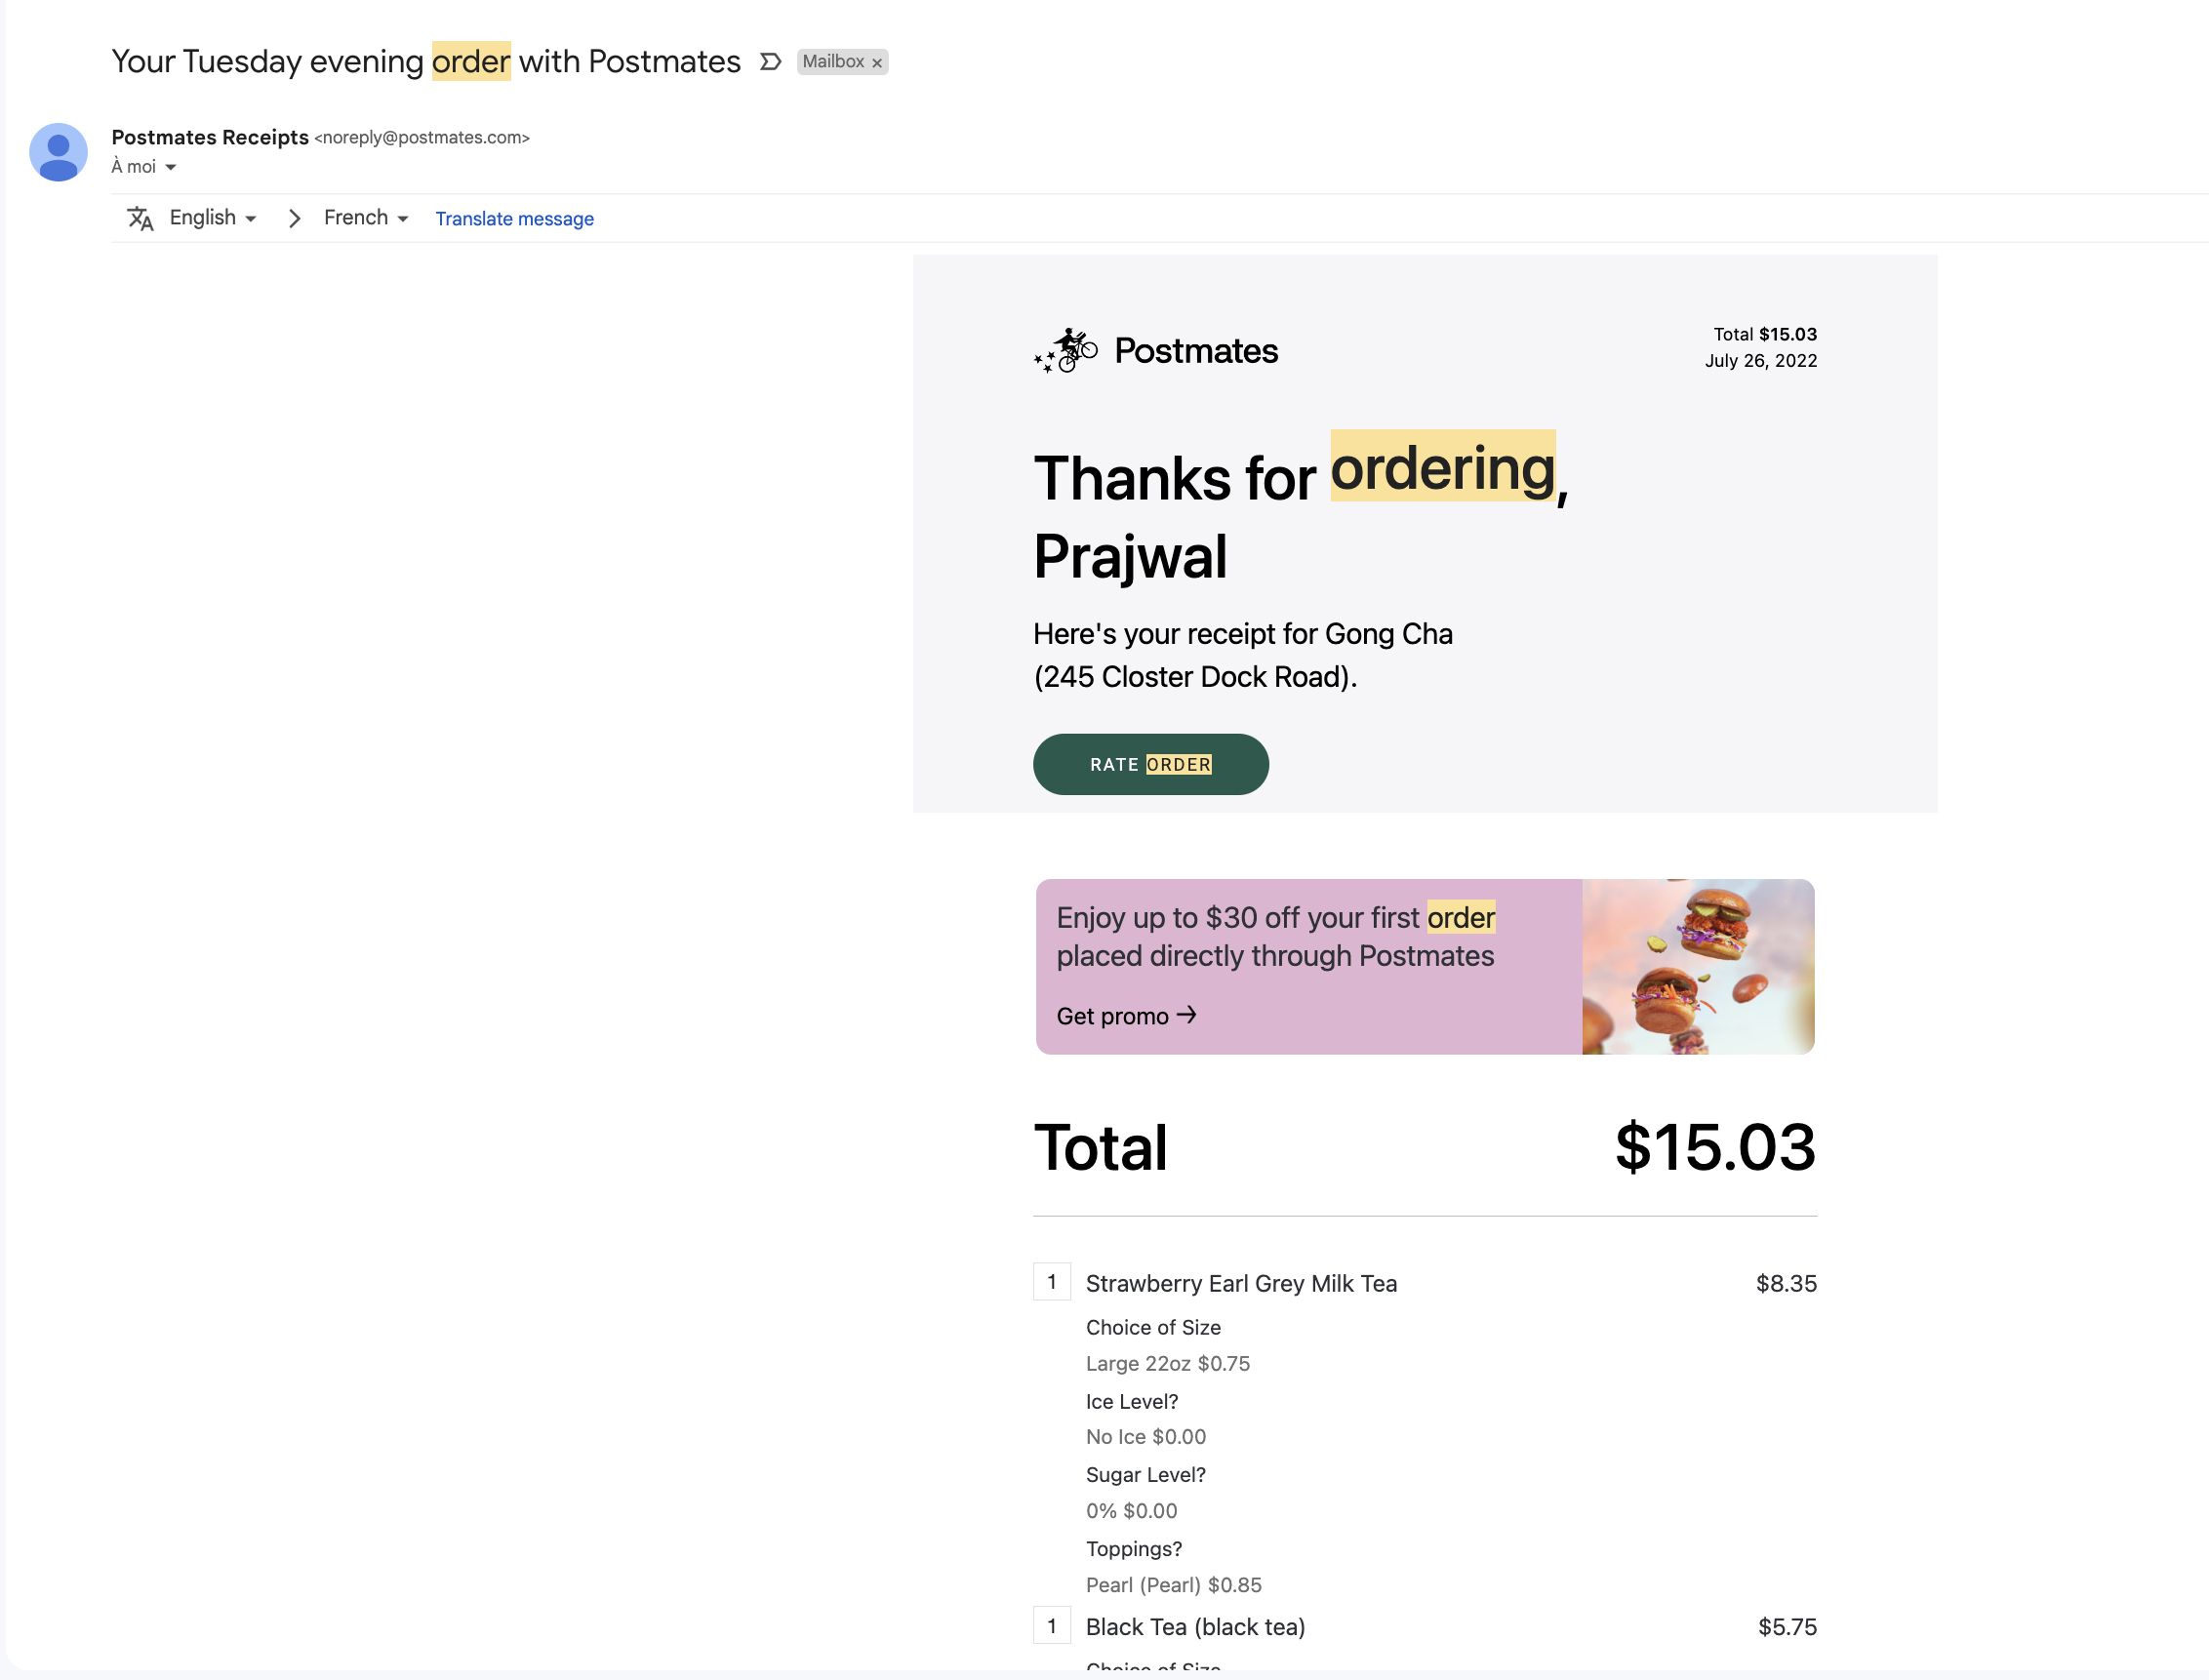 Your Tuesday evening order with Postmates Mailbox ×
Postmates Receipts <noreply@postmates.com>
À moi
English > French Translate message
Postmates
Total $15.03
July 26, 2022
Thanks for ordering,
Prajwal
Here's your receipt for Gong Cha
(245 Closter Dock Road).
RATE ORDER
Enjoy up to $30 off your first order
placed directly through Postmates
Get promo →
Total $15.03
1 Strawberry Earl Grey Milk Tea $8.35
Choice of Size
Large 22oz $0.75
Ice Level?
No Ice $0.00
Sugar Level?
0% $0.00
Toppings?
Pearl (Pearl) $0.85
1 Black Tea (black tea) $5.75
Choice of Size